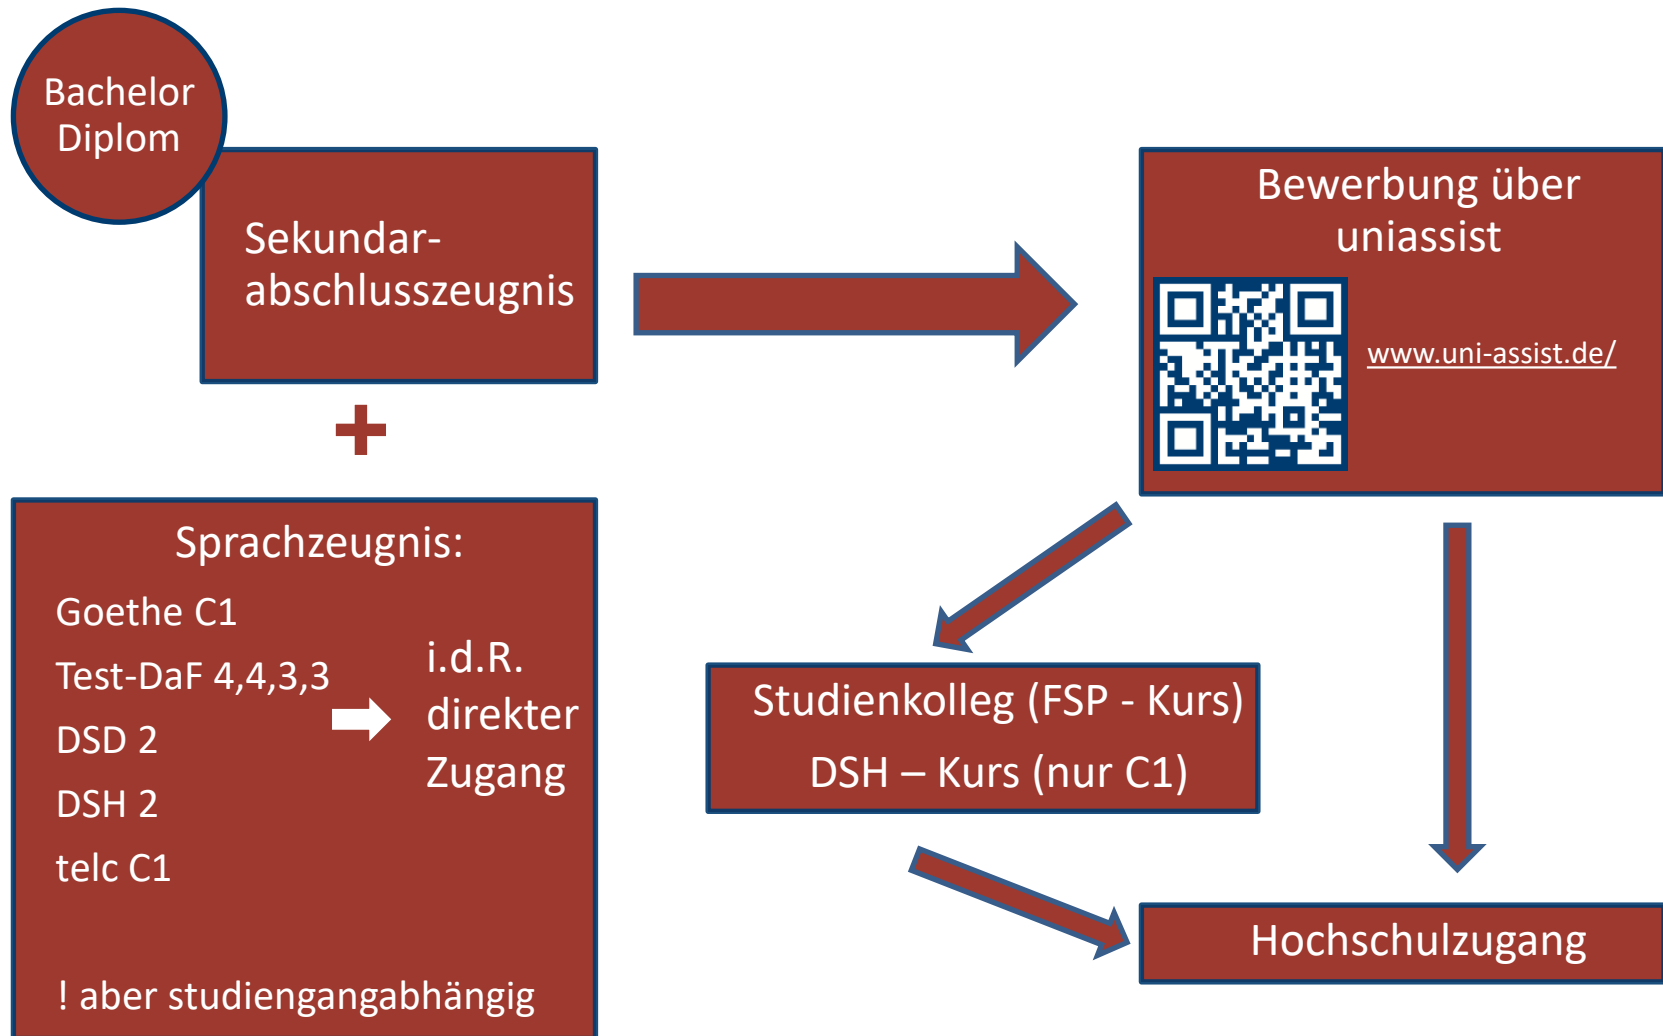 Bachelor
Diplom
Sekundar-
abschlusszeugnis
Bewerbung über
uniassist
www.uni-assist.de/
+
Sprachzeugnis:
Goethe C1
Test-DaF 4,4,3,3
DSD 2
DSH 2
telc C1
i.d.R.
direkter
Zugang
! aber studiengangabhängig
Studienkolleg (FSP - Kurs)
DSH – Kurs (nur C1)
Hochschulzugang